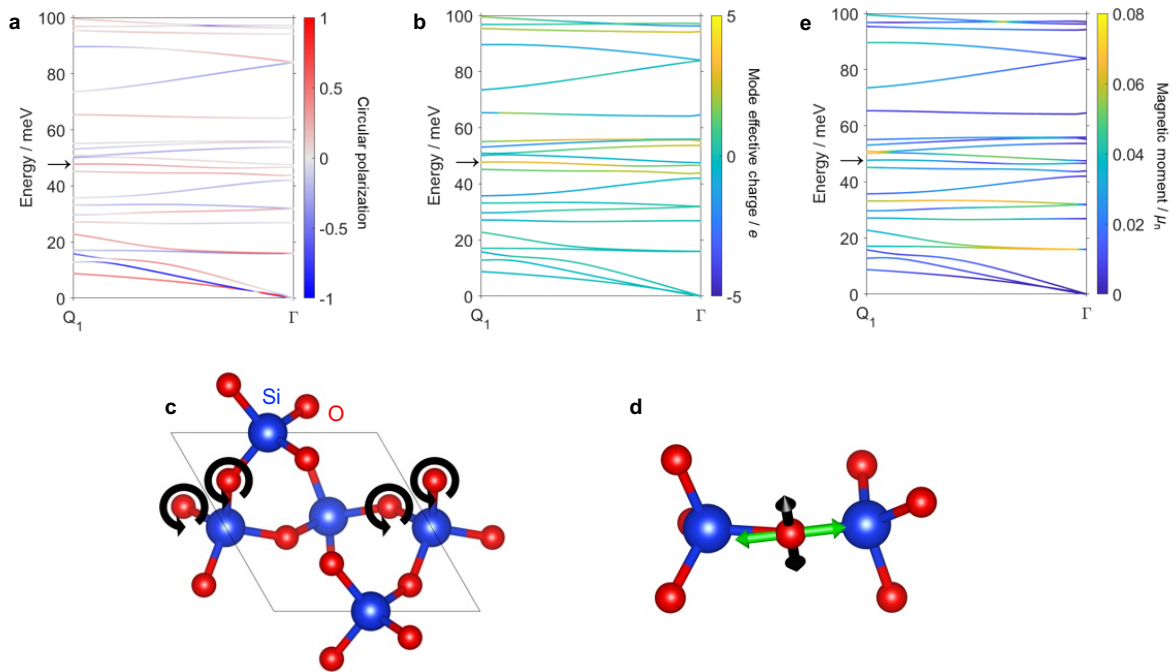 a
100
80
60
40
20
0
Energy / meV
Q1
Γ
1
0.5
0
-0.5
-1
Circular polarization
b
100
80
60
40
20
0
Energy / meV
Q1
Γ
5
0
-5
Mode effective charge / e
e
100
80
60
40
20
0
Energy / meV
Q1
Γ
0.08
0.06
0.04
0.02
0
Magnetic moment / μn
c
Si
O
d